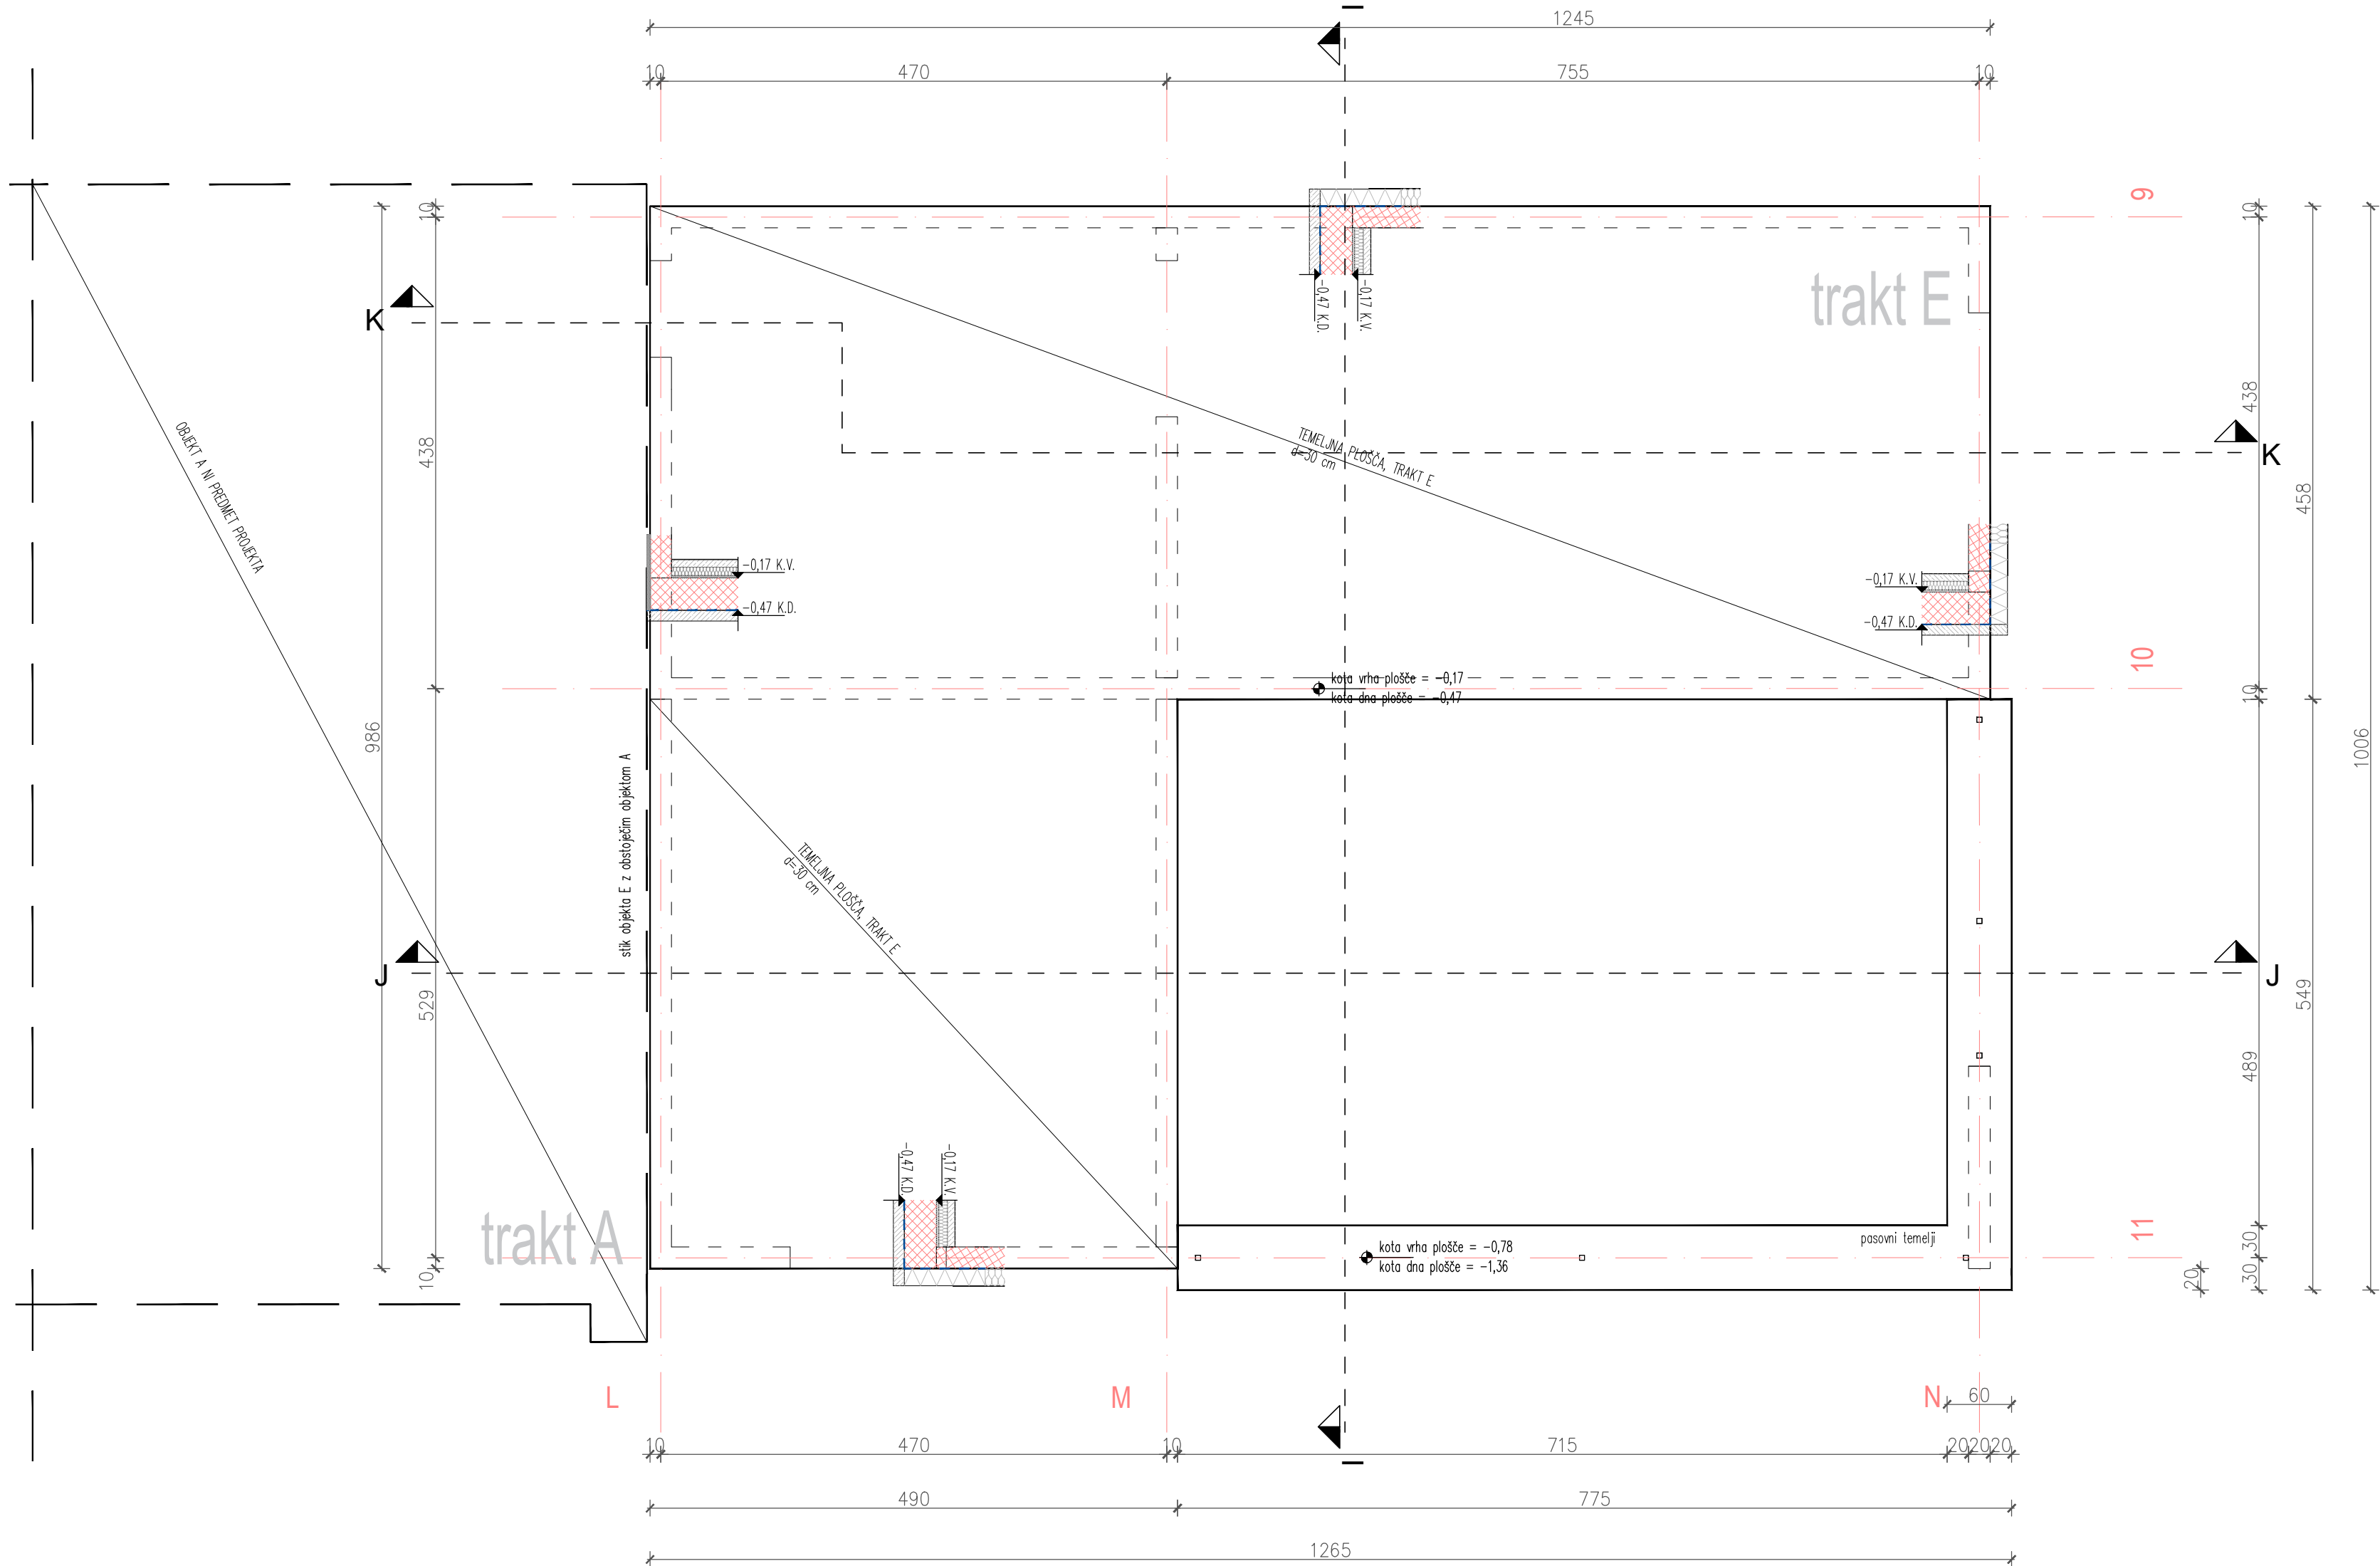 I
1245
10
470
755
10
9
10
10
trakt E
-0,47 K.D.
-0,17 K.V.
K
438
438
K
OBJEKT A NI PREDMET PROJEKTA
TEMELJNA PLOŠČA, TRAKT E
d=30 cm
458
-0,17 K.V.
-0,47 K.D.
-0,17 K.V.
-0,47 K.D.
10
kota vrha plošče = -0,17
kota dna plošče = -0,47
10
986
1006
stik objekta E z obstoječim objektom A
TEMELJNA PLOŠČA, TRAKT E
d=30 cm
J
J
529
549
489
-0,47 K.D.
-0,17 K.V.
trakt A
11
pasovni temelji
kota vrha plošče = -0,78
kota dna plošče = -1,36
30
30
20
10
L
M
N
60
10
470
10
715
20
20
20
I
490
775
1265